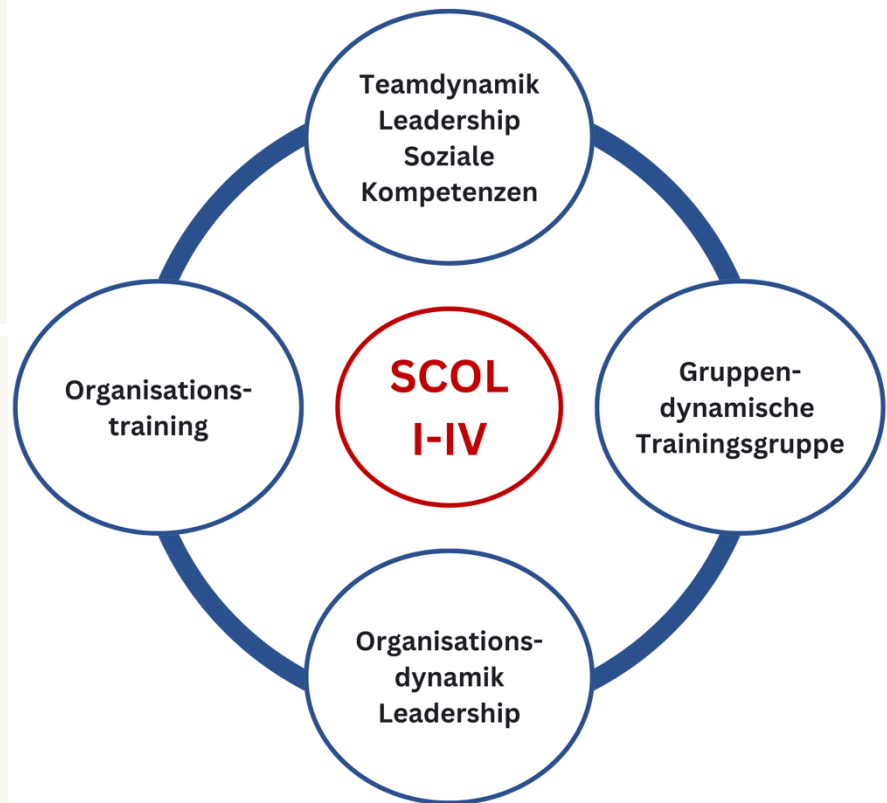 Teamdynamik
Leadership
Soziale
Kompetenzen
Organisations-
training
SCOL
I-IV
Gruppen-
dynamische
Trainingsgruppe
Organisations-
dynamik
Leadership